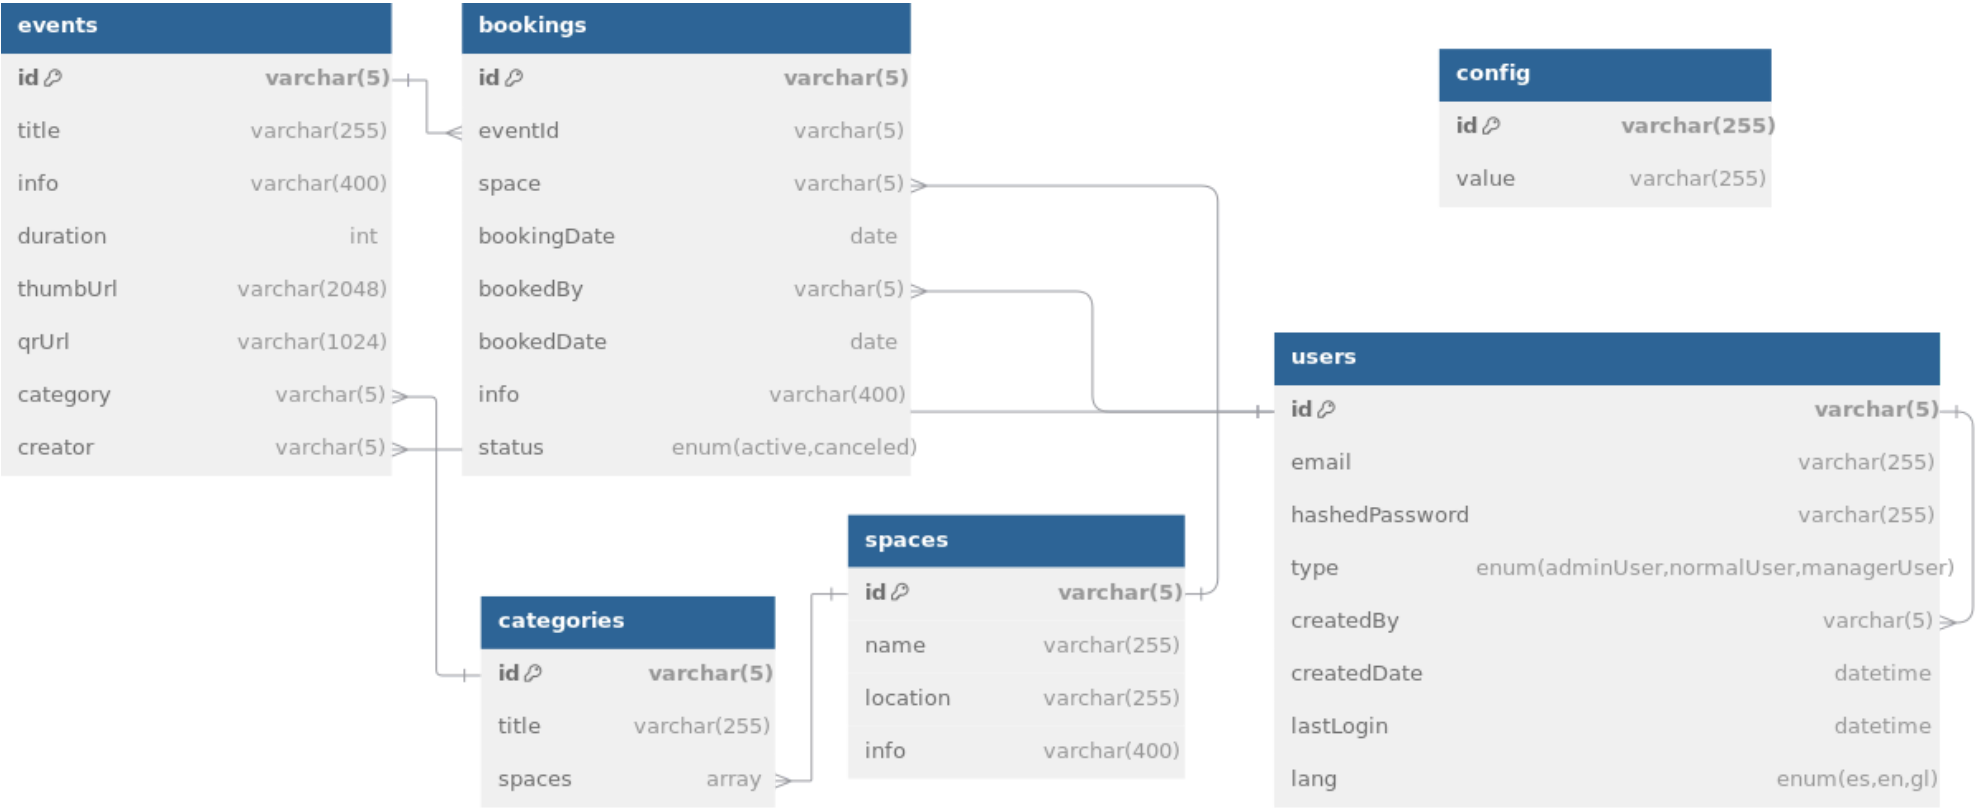 events
id varchar(5)
title varchar(255)
info varchar(400)
duration int
thumbUrl varchar(2048)
qrUrl varchar(1024)
category varchar(5)
creator varchar(5)
bookings
id varchar(5)
eventId varchar(5)
space varchar(5)
bookingDate date
bookedBy varchar(5)
bookedDate date
info varchar(400)
status enum(active,canceled)
config
id varchar(255)
value varchar(255)
users
id varchar(5)
email varchar(255)
hashedPassword varchar(255)
type enum(adminUser,normalUser,managerUser)
createdBy varchar(5)
createdDate datetime
lastLogin datetime
lang enum(es,en,gl)
spaces
id varchar(5)
name varchar(255)
location varchar(255)
info varchar(400)
categories
id varchar(5)
title varchar(255)
spaces array